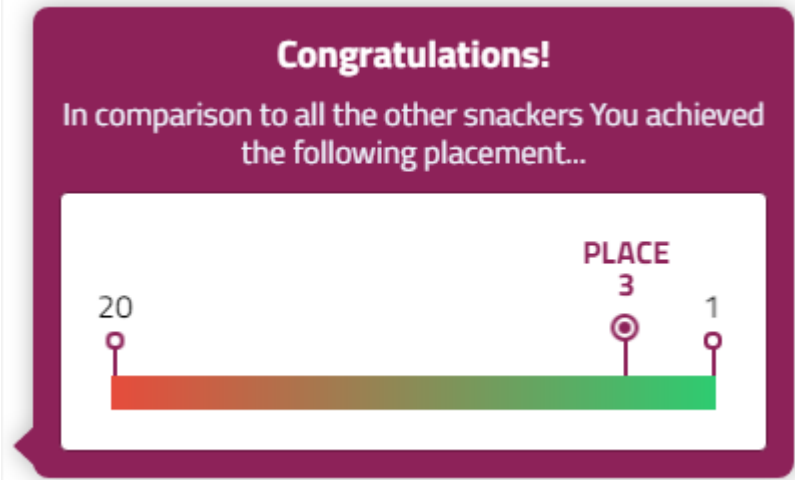 Congratulations!
In comparison to all the other snackers You achieved
the following placement...
PLACE
3
20
1